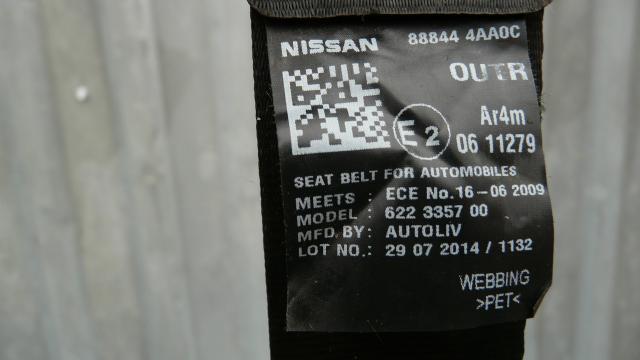 NISSAN 88844 4AA0C
OUTR
E2 Ar4m
06 11279
SEAT BELT FOR AUTOMOBILES
MEETS : ECE No.16-06 2009
MODEL : 622 3357 00
MFD BY: AUTOLIV
LOT NO.: 29 07 2014 / 1132
WEBBING
>PET<